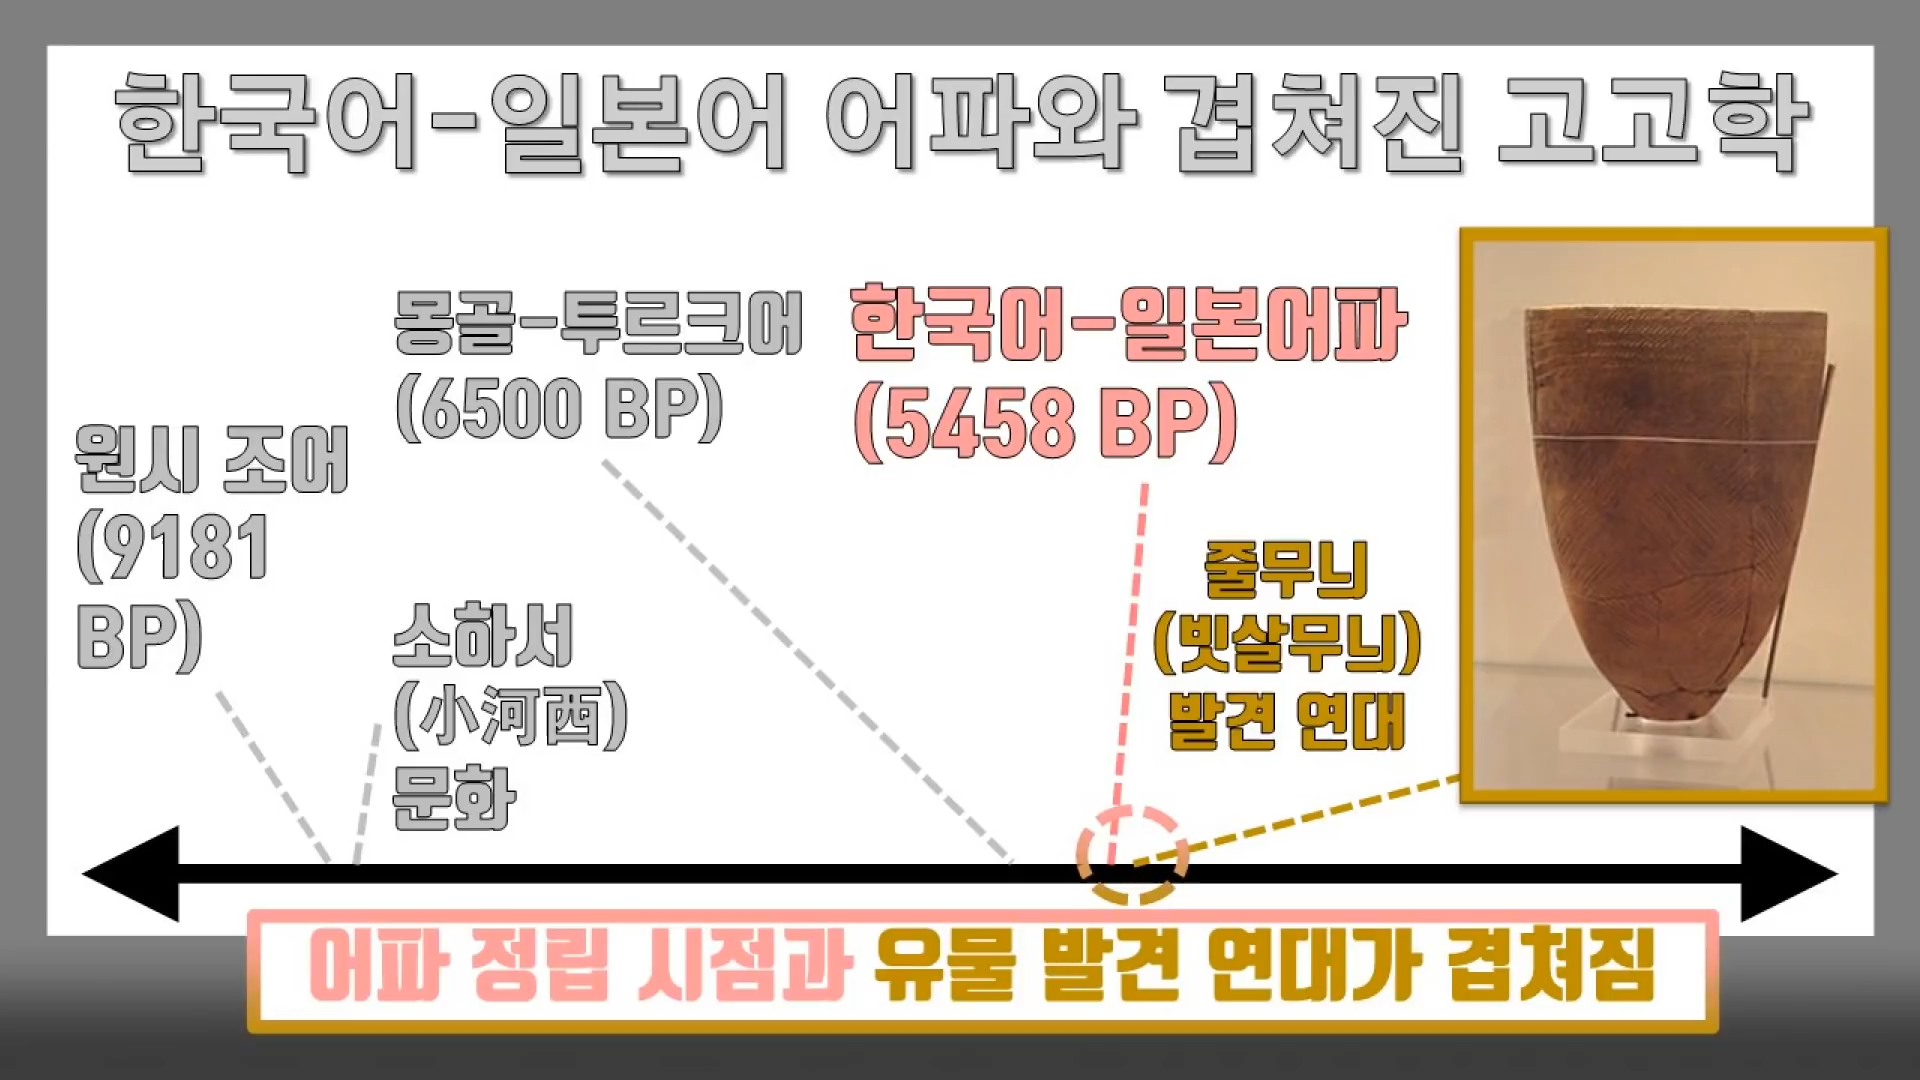 한국어-일본어 어파와 겹쳐진 고고학
몽골-투르크어
(6500 BP)
한국어-일본어파
(5458 BP)
원시 조어
(9181
BP)
소하서
(小河西)
문화
줄무늬
(빗살무늬)
발견 연대
어파 정립 시점과 유물 발견 연대가 겹쳐짐